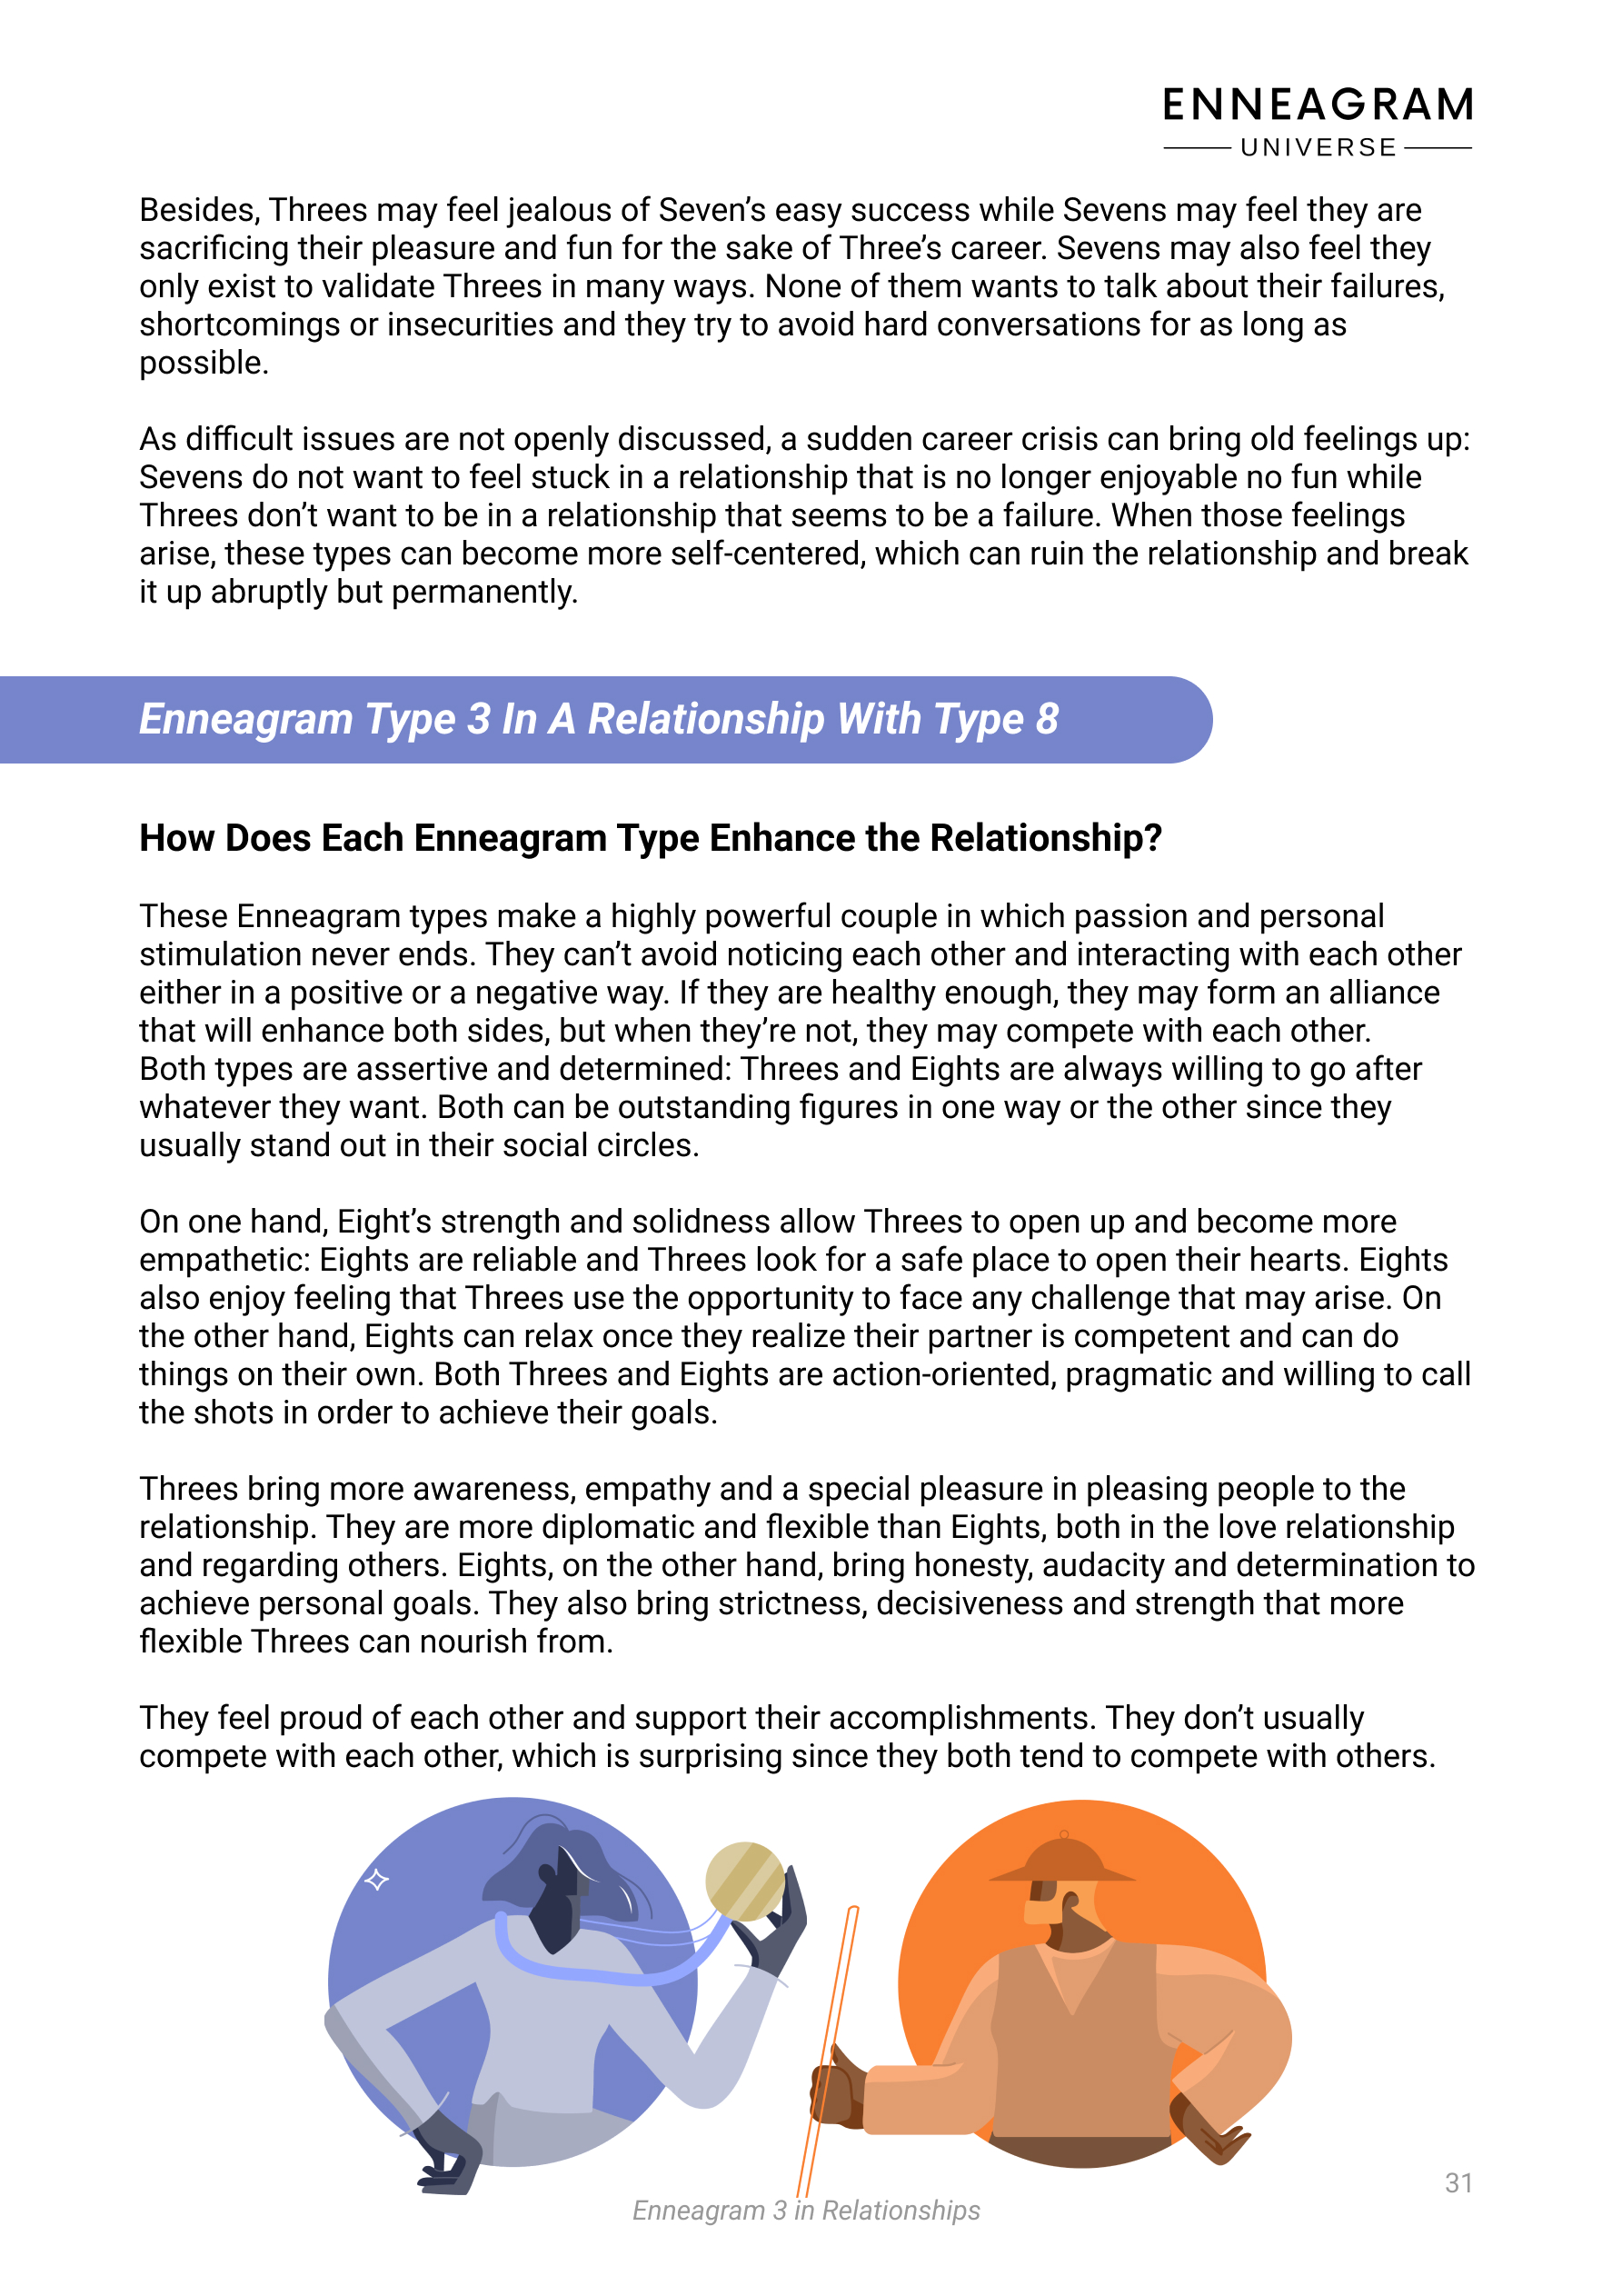 ENNEAGRAM
UNIVERSE
Besides, Threes may feel jealous of Seven’s easy success while Sevens may feel they are
sacrificing their pleasure and fun for the sake of Three’s career. Sevens may also feel they
only exist to validate Threes in many ways. None of them wants to talk about their failures,
shortcomings or insecurities and they try to avoid hard conversations for as long as
possible.
As difficult issues are not openly discussed, a sudden career crisis can bring old feelings up:
Sevens do not want to feel stuck in a relationship that is no longer enjoyable no fun while
Threes don’t want to be in a relationship that seems to be a failure. When those feelings
arise, these types can become more self-centered, which can ruin the relationship and break
it up abruptly but permanently.
Enneagram Type 3 In A Relationship With Type 8
How Does Each Enneagram Type Enhance the Relationship?
These Enneagram types make a highly powerful couple in which passion and personal
stimulation never ends. They can’t avoid noticing each other and interacting with each other
either in a positive or a negative way. If they are healthy enough, they may form an alliance
that will enhance both sides, but when they’re not, they may compete with each other.
Both types are assertive and determined: Threes and Eights are always willing to go after
whatever they want. Both can be outstanding figures in one way or the other since they
usually stand out in their social circles.
On one hand, Eight’s strength and solidness allow Threes to open up and become more
empathetic: Eights are reliable and Threes look for a safe place to open their hearts. Eights
also enjoy feeling that Threes use the opportunity to face any challenge that may arise. On
the other hand, Eights can relax once they realize their partner is competent and can do
things on their own. Both Threes and Eights are action-oriented, pragmatic and willing to call
the shots in order to achieve their goals.
Threes bring more awareness, empathy and a special pleasure in pleasing people to the
relationship. They are more diplomatic and flexible than Eights, both in the love relationship
and regarding others. Eights, on the other hand, bring honesty, audacity and determination to
achieve personal goals. They also bring strictness, decisiveness and strength that more
flexible Threes can nourish from.
They feel proud of each other and support their accomplishments. They don’t usually
compete with each other, which is surprising since they both tend to compete with others.
31
Enneagram 3 in Relationships